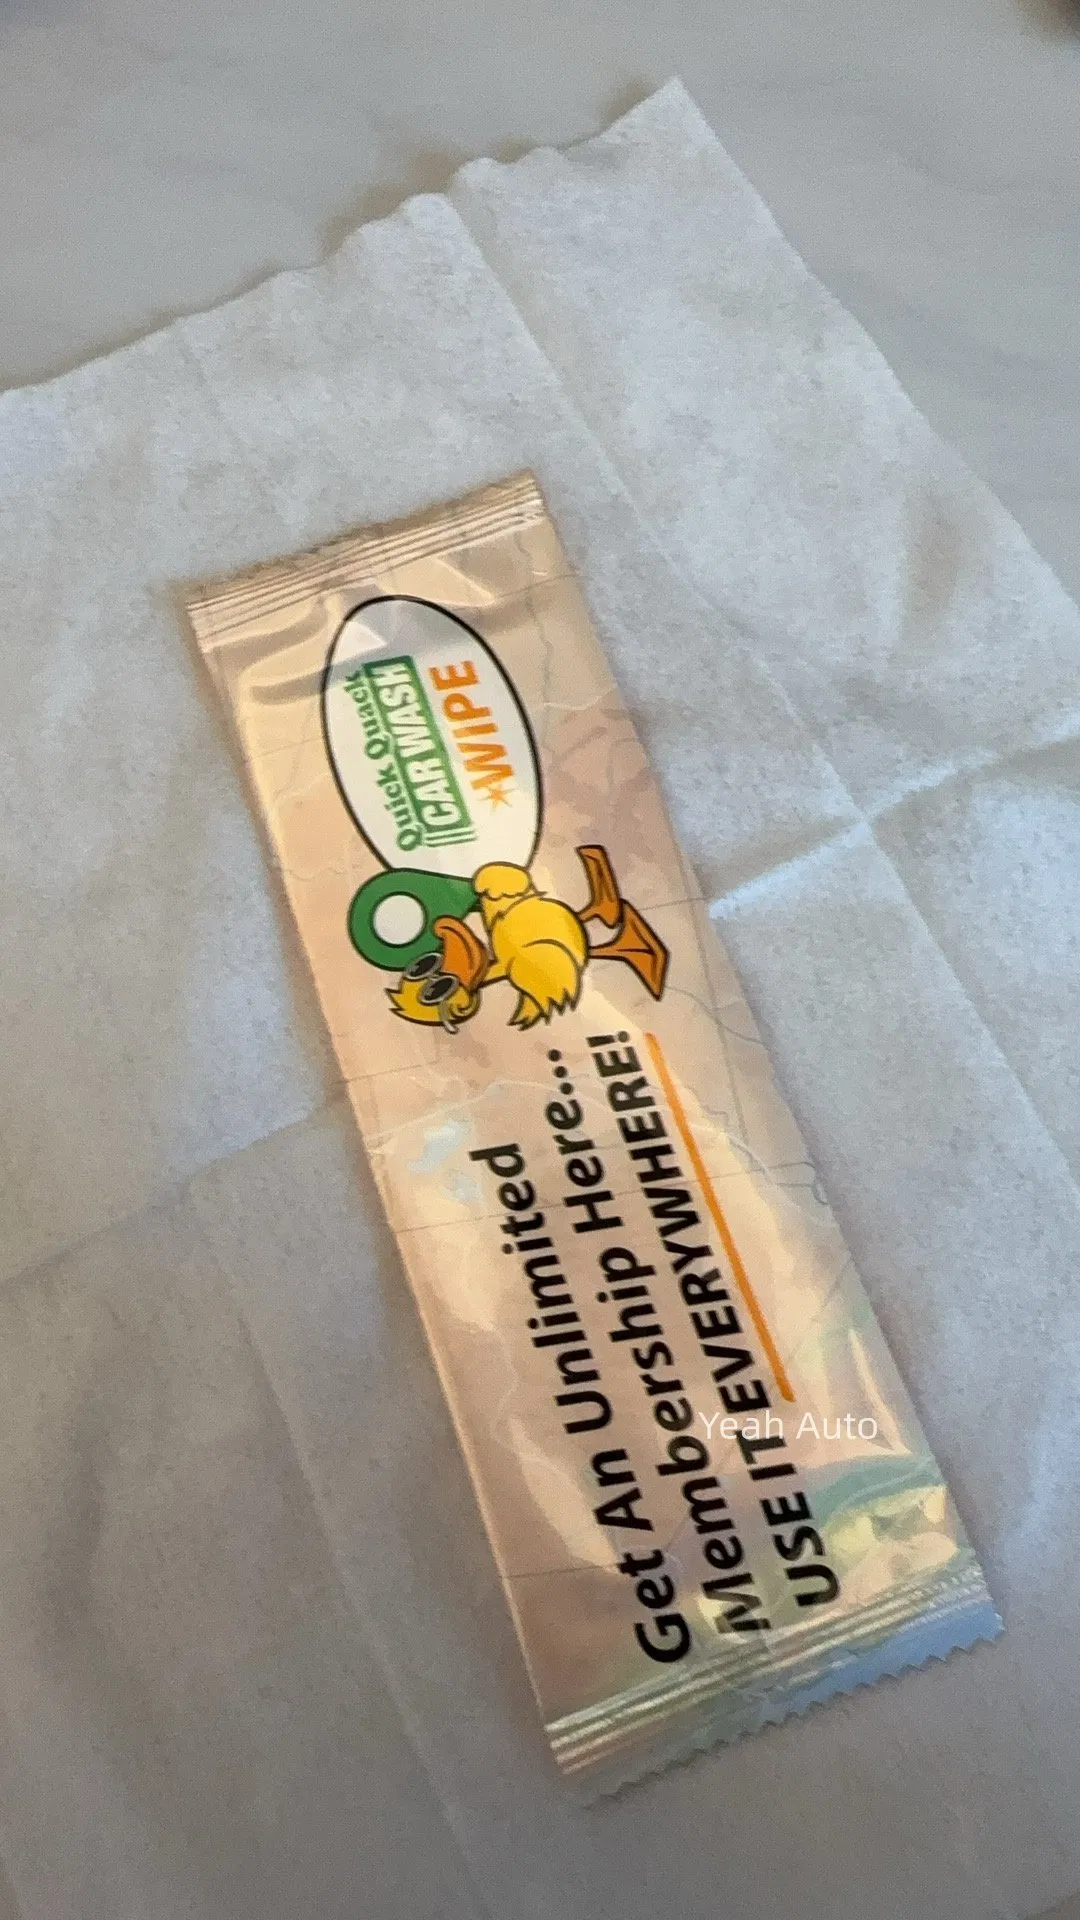 Quick Quack
CAR WASH
WIPE
Get An Unlimited
Membership Here...
USE IT EVERYWHERE!
Yeah Auto